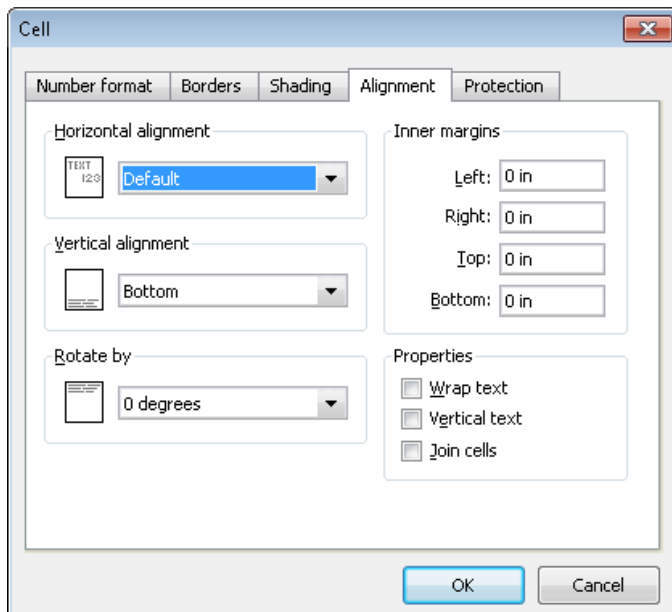 Cell
Number format Borders Shading Alignment Protection
Horizontal alignment
TEXT
123
Default
Vertical alignment
Bottom
Rotate by
0 degrees
Inner margins
Left: 0 in
Right: 0 in
Top: 0 in
Bottom: 0 in
Properties
Wrap text
Vertical text
Join cells
OK Cancel